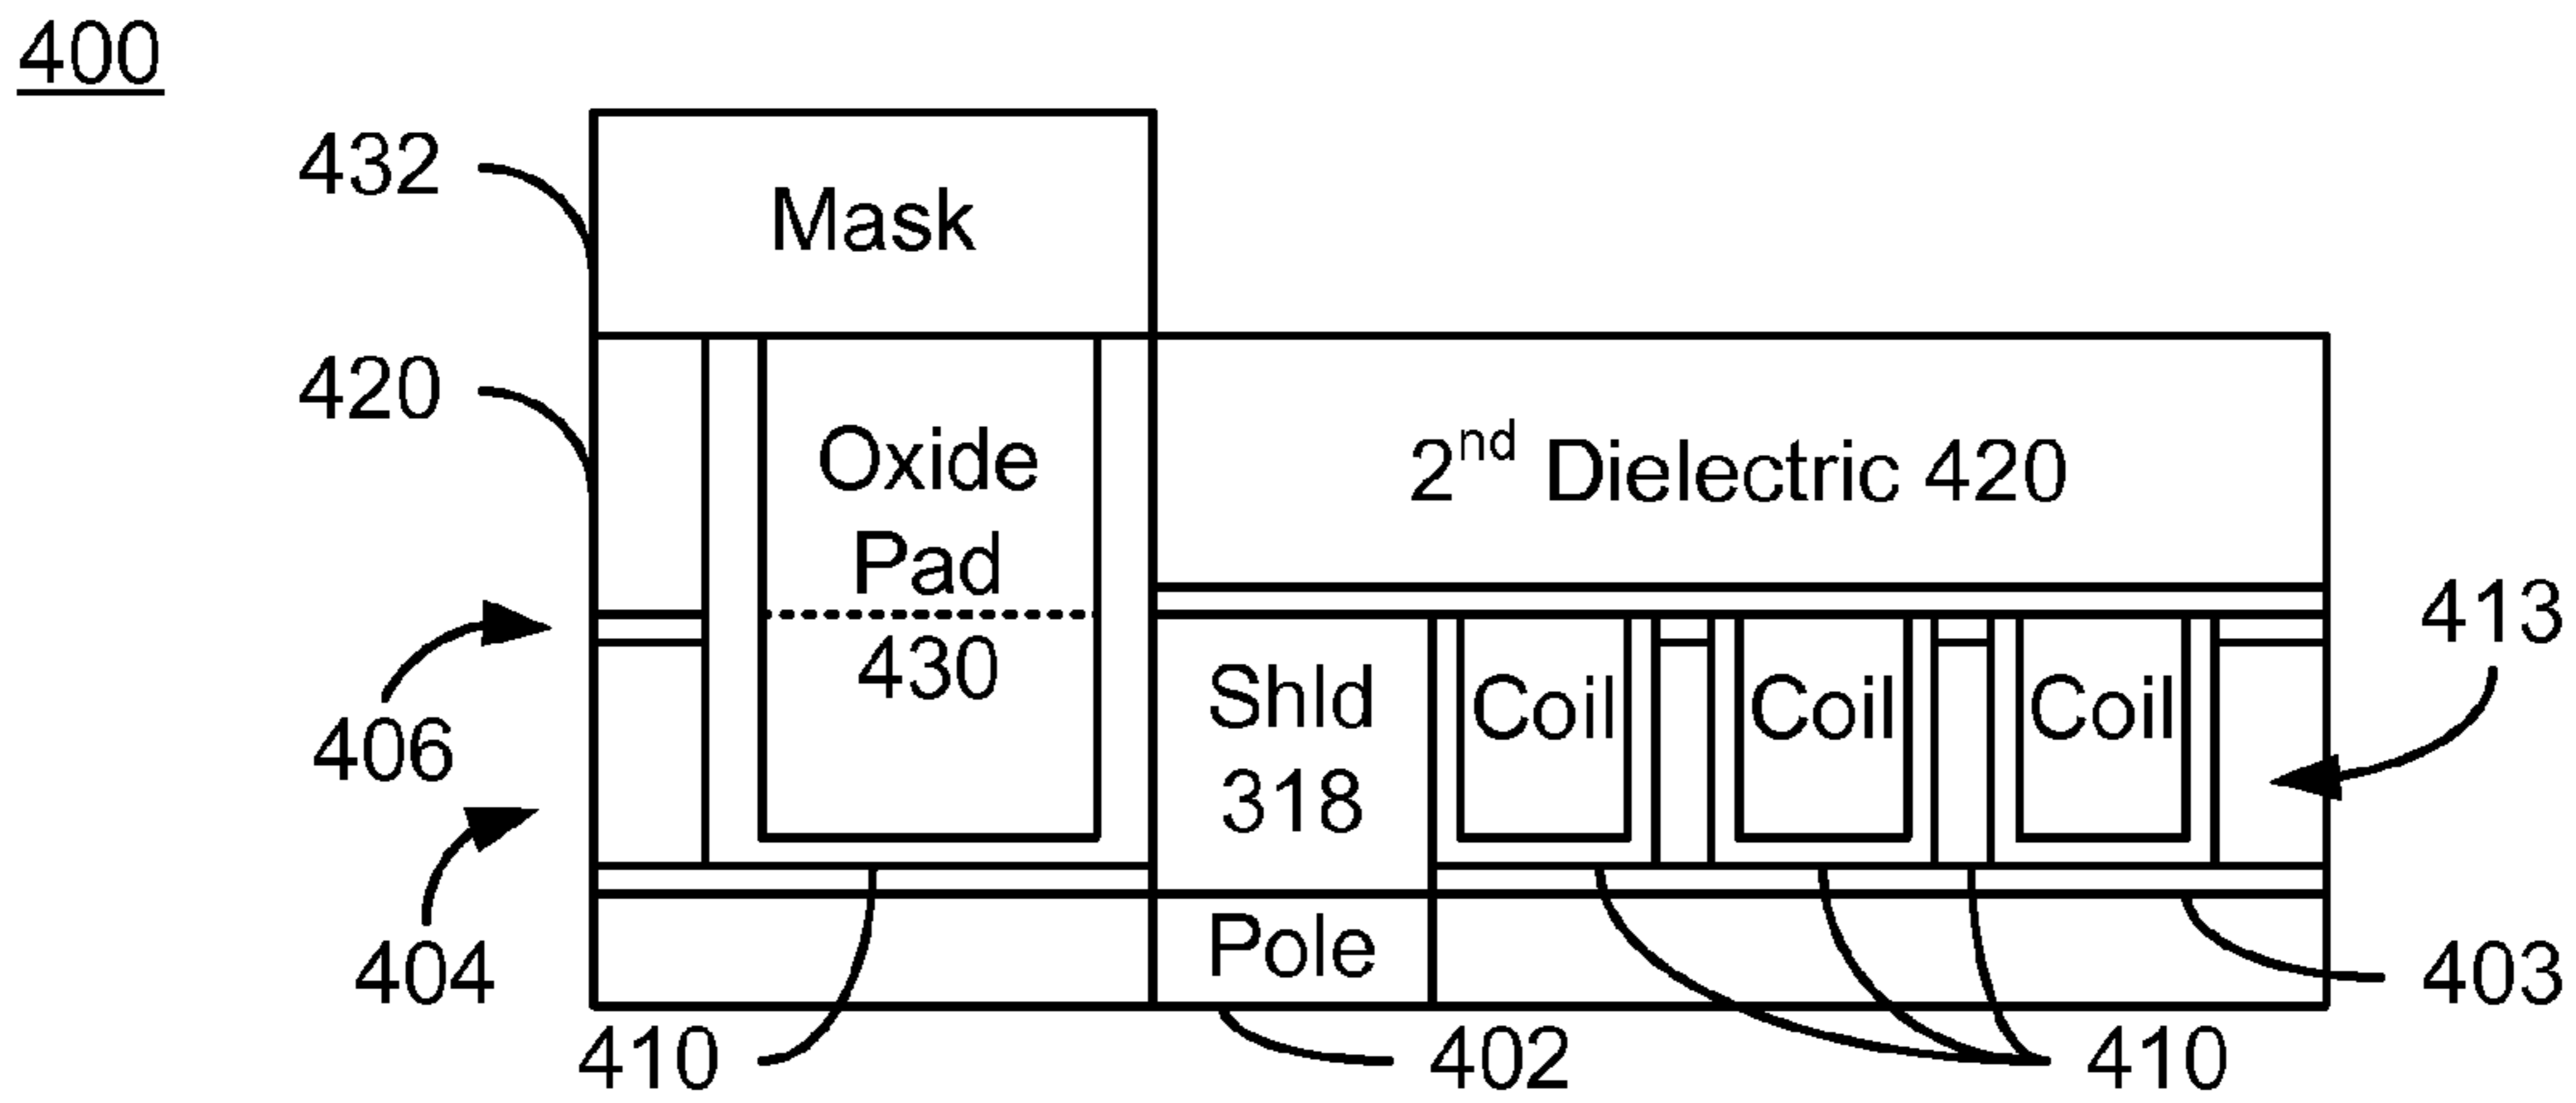 400
432
Mask
420
Oxide
Pad
430
2nd Dielectric 420
413
406
Shld
318
Coil
Coil
Coil
404
Pole
403
410
402
410